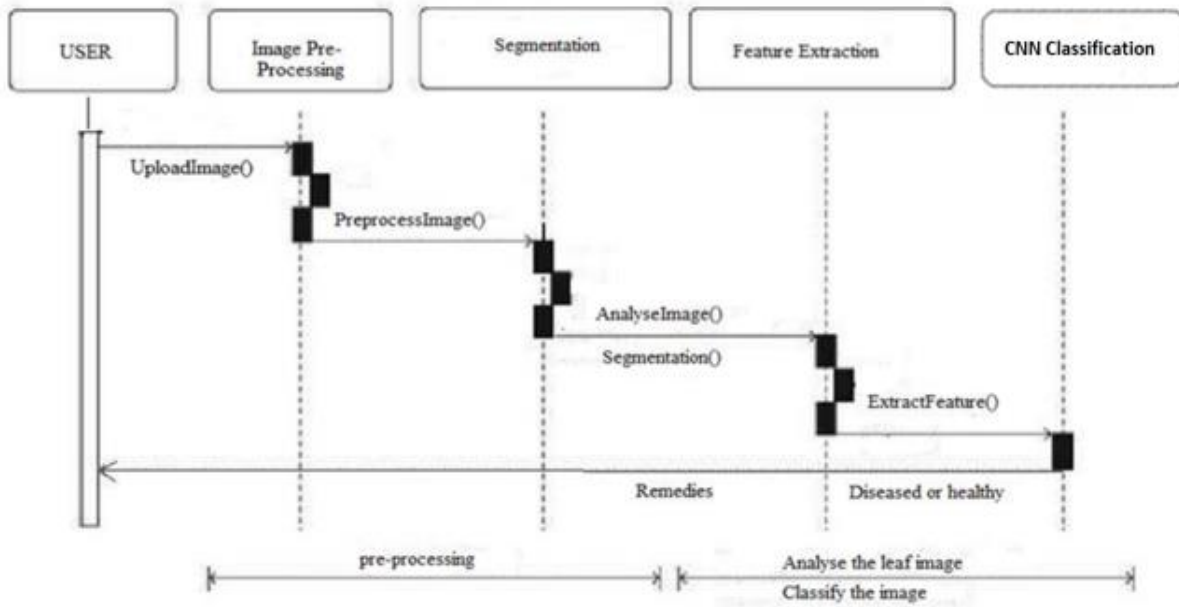 USER
Image Pre-
Processing
Segmentation
Feature Extraction
CNN Classification
UploadImage()
PreprocessImage()
AnalyseImage()
Segmentation()
ExtractFeature()
Remedies
Diseased or healthy
pre-processing
Analyse the leaf image
Classify the image